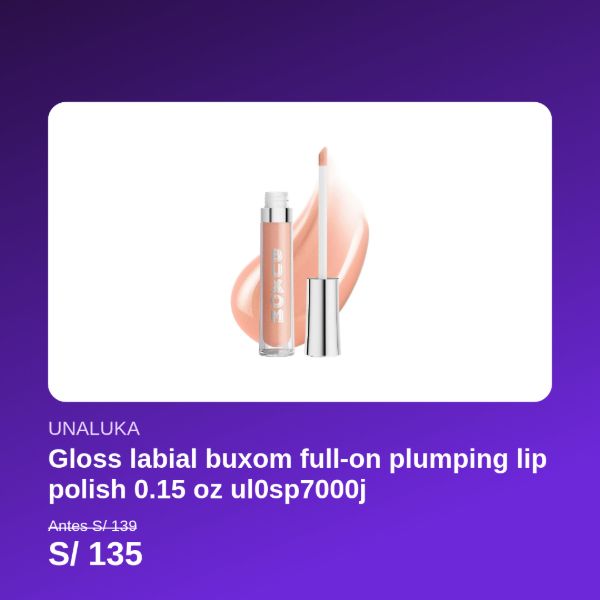 BUXOM
UNALUKA
Gloss labial buxom full-on plumping lip
polish 0.15 oz ul0sp7000j
Antes S/ 139
S/ 135